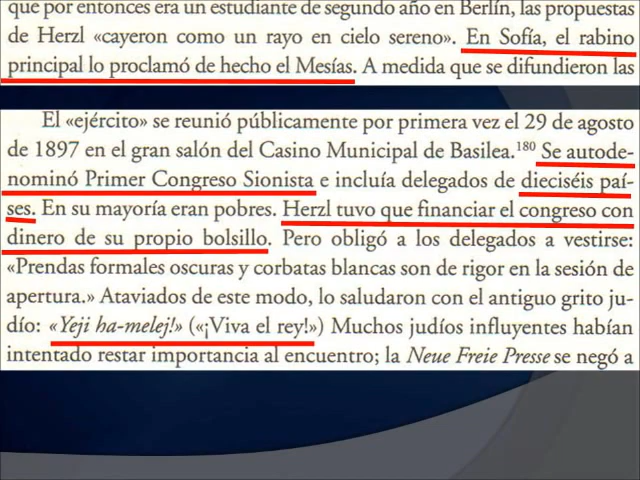 que por entonces era un estudiante de segundo año en Berlín, las propuestas
de Herzl «cayeron como un rayo en cielo sereno». En Sofía, el rabino
principal lo proclamó de hecho el Mesías. A medida que se difundieron las
El «ejército» se reunió públicamente por primera vez el 29 de agosto
de 1897 en el gran salón del Casino Municipal de Basilea.180 Se autode-
nominó Primer Congreso Sionista e incluía delegados de dieciséis paí-
ses. En su mayoría eran pobres. Herzl tuvo que financiar el congreso con
dinero de su propio bolsillo. Pero obligó a los delegados a vestirse:
«Prendas formales oscuras y corbatas blancas son de rigor en la sesión de
apertura.» Ataviados de este modo, lo saludaron con el antiguo grito ju-
dío: «Yeji ha-melej!» («¡Viva el rey!») Muchos judíos influyentes habían
intentado restar importancia al encuentro; la Neue Freie Presse se negó a